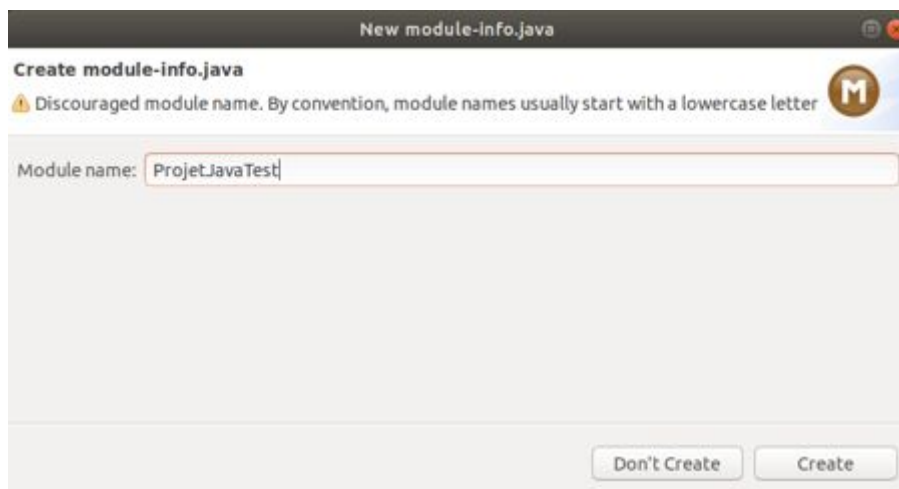 New module-info.java
Create module-info.java
Discouraged module name. By convention, module names usually start with a lowercase letter
M
Module name: ProjetJavaTest
Don't Create Create